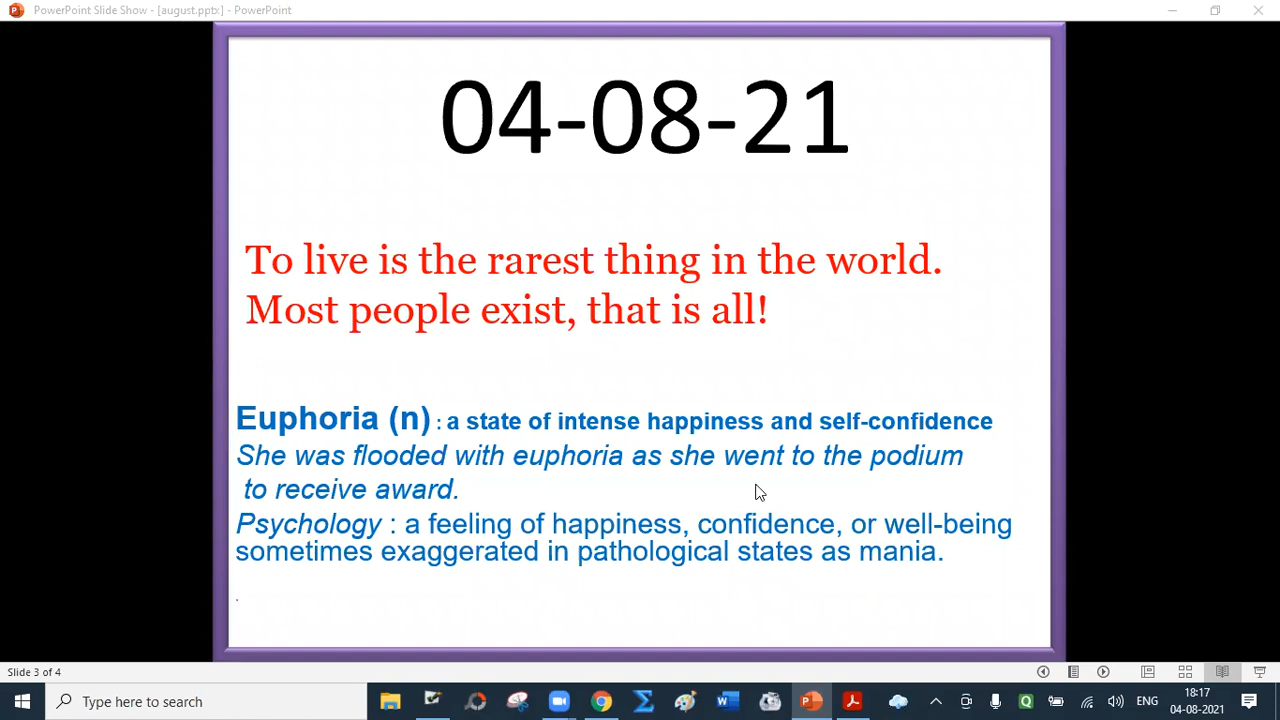 PowerPoint Slide Show - [august.pptx] - PowerPoint
04-08-21
To live is the rarest thing in the world.
Most people exist, that is all!
Euphoria (n) : a state of intense happiness and self-confidence
She was flooded with euphoria as she went to the podium
to receive award.
Psychology : a feeling of happiness, confidence, or well-being
sometimes exaggerated in pathological states as mania.
.
Slide 3 of 4
Type here to search
ENG
18:17
04-08-2021